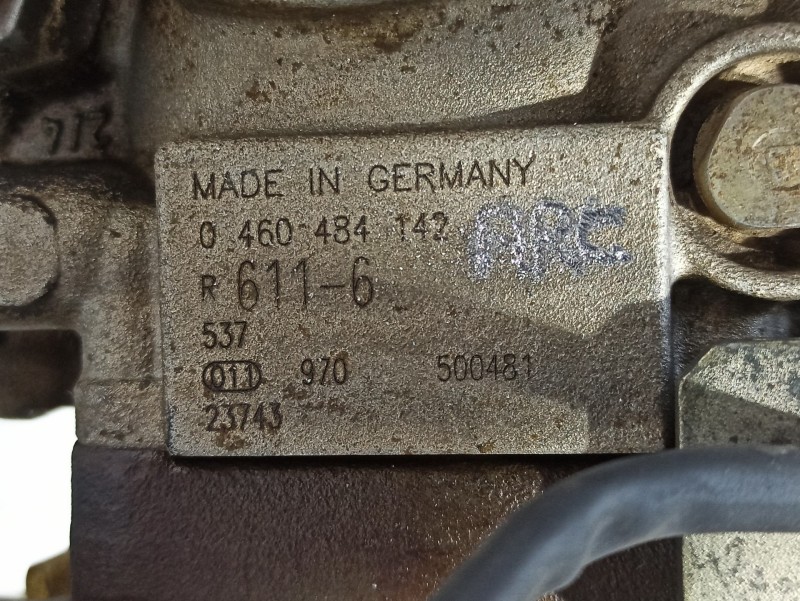 MADE IN GERMANY
0 460 484 142 ARC
R 611-6
537
011 970 500481
23743